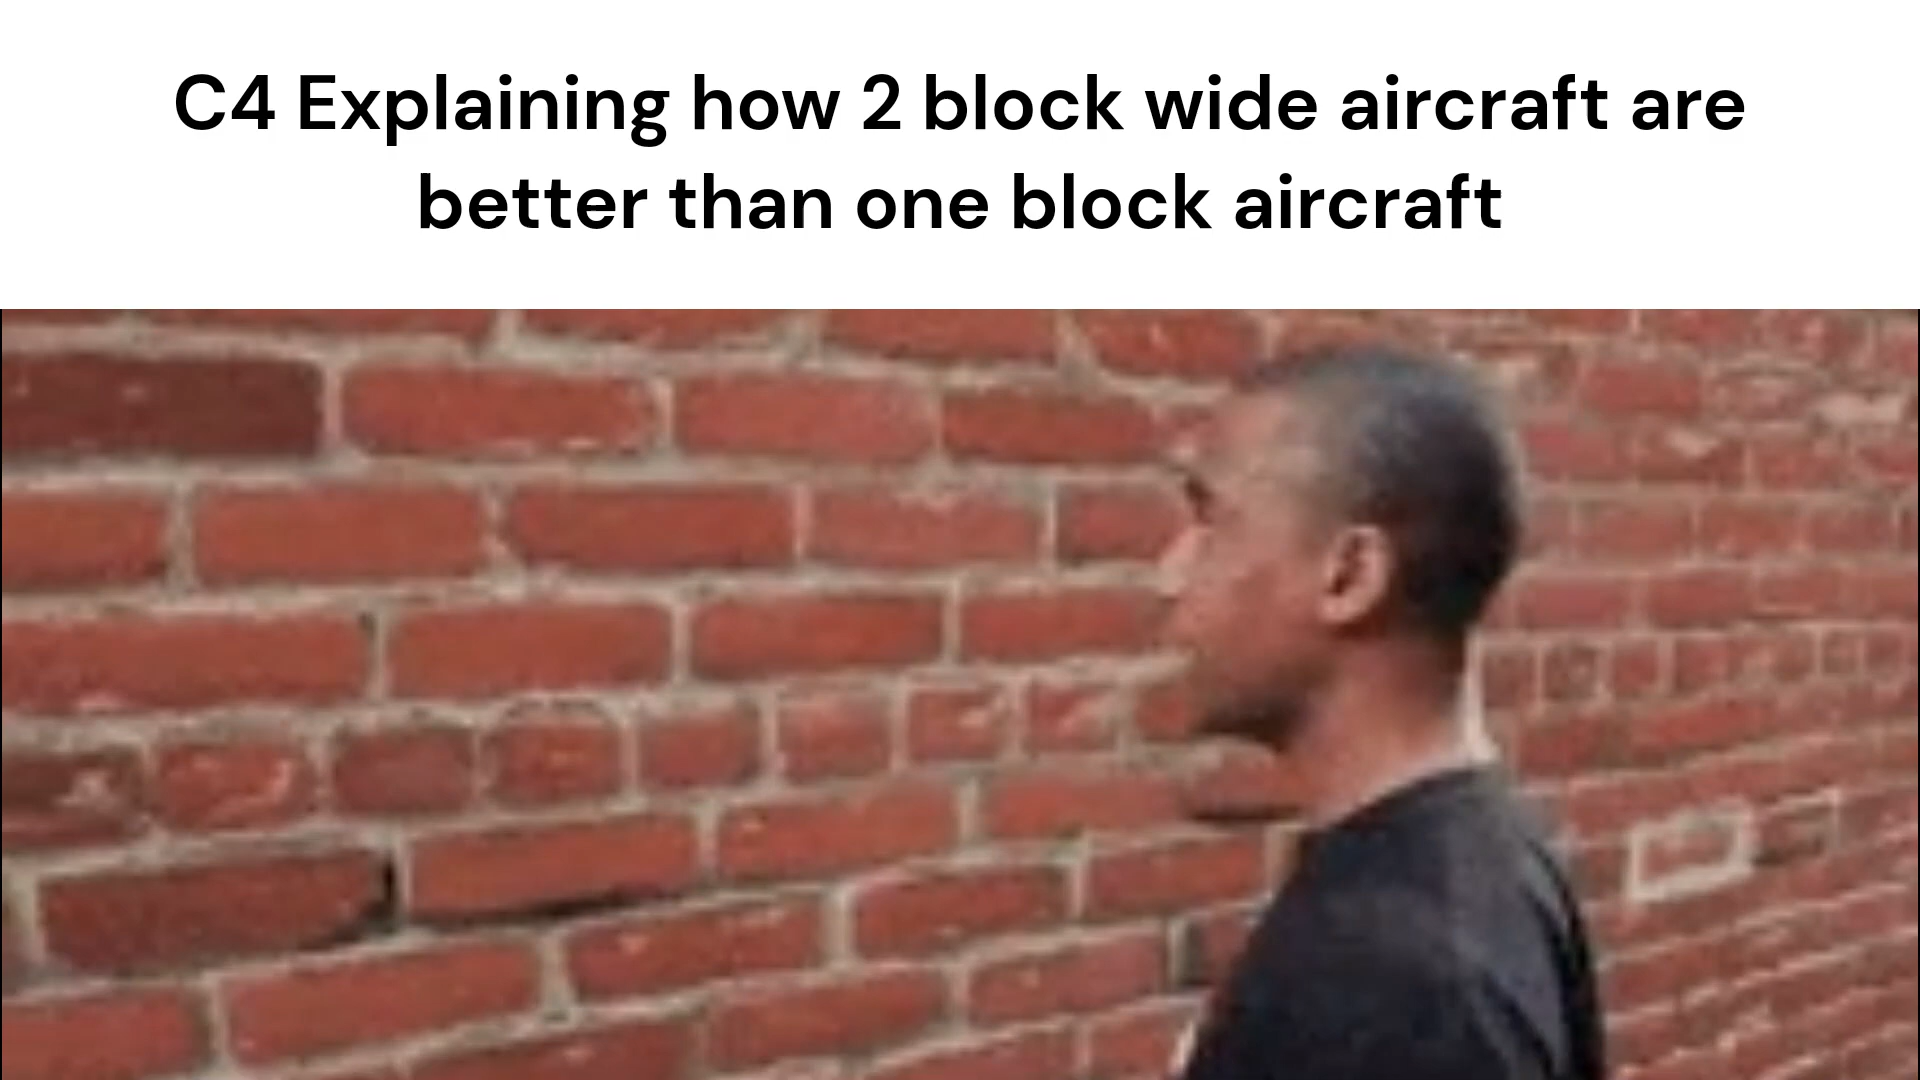 C4 Explaining how 2 block wide aircraft are
better than one block aircraft